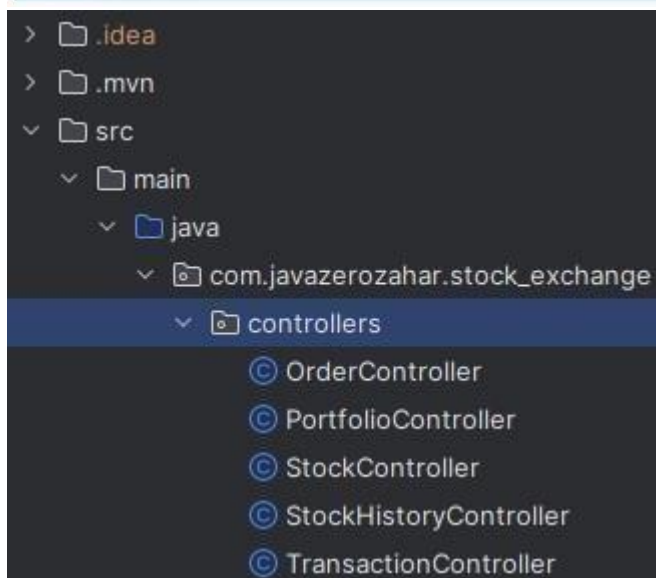 .idea
.mvn
src
main
java
com.javazerozahar.stock_exchange
controllers
OrderController
PortfolioController
StockController
StockHistoryController
TransactionController